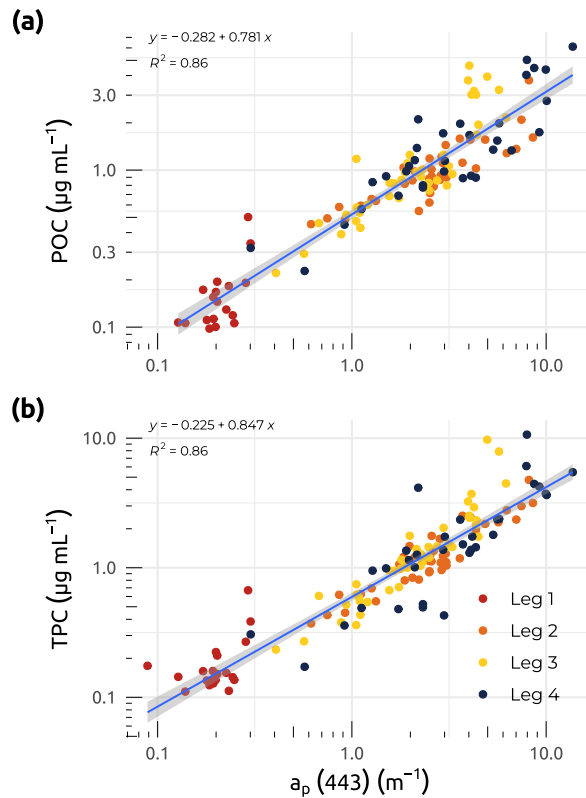 (a)
y = −0.282 + 0.781 x
R² = 0.86
POC (µg mL⁻¹)
3.0
1.0
0.3
0.1
0.1 1.0 10.0
(b)
y = −0.225 + 0.847 x
R² = 0.86
TPC (µg mL⁻¹)
10.0
1.0
0.1
Leg 1
Leg 2
Leg 3
Leg 4
0.1 1.0 10.0
aₚ (443) (m⁻¹)